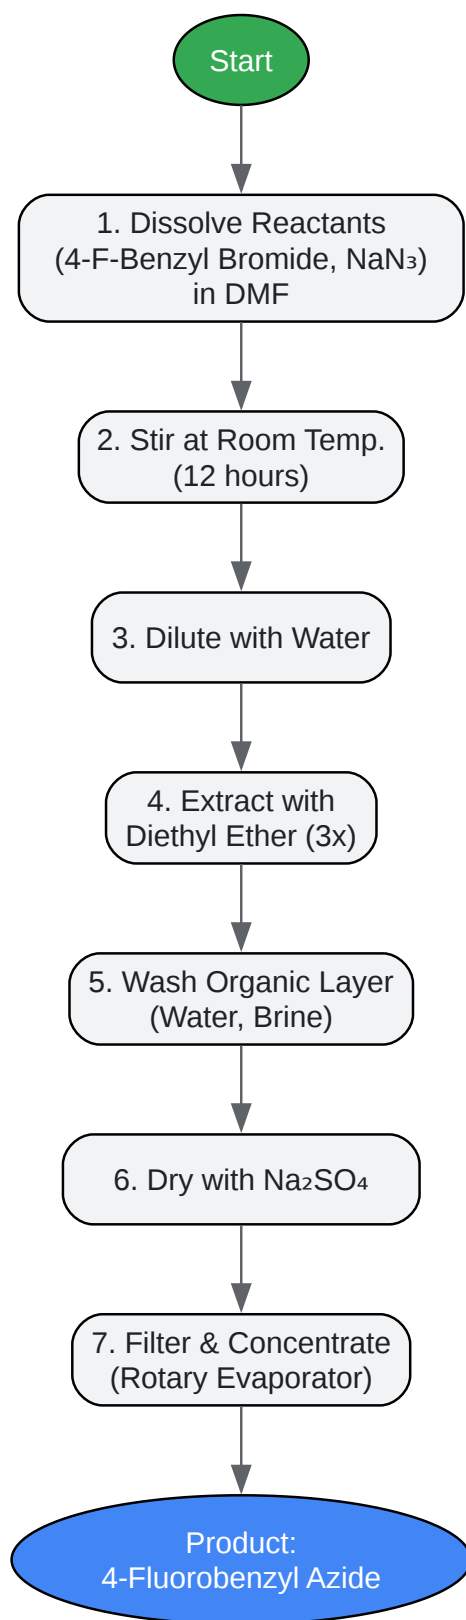 Start
1. Dissolve Reactants
(4-F-Benzyl Bromide, NaN₃)
in DMF
2. Stir at Room Temp.
(12 hours)
3. Dilute with Water
4. Extract with
Diethyl Ether (3x)
5. Wash Organic Layer
(Water, Brine)
6. Dry with Na₂SO₄
7. Filter & Concentrate
(Rotary Evaporator)
Product:
4-Fluorobenzyl Azide